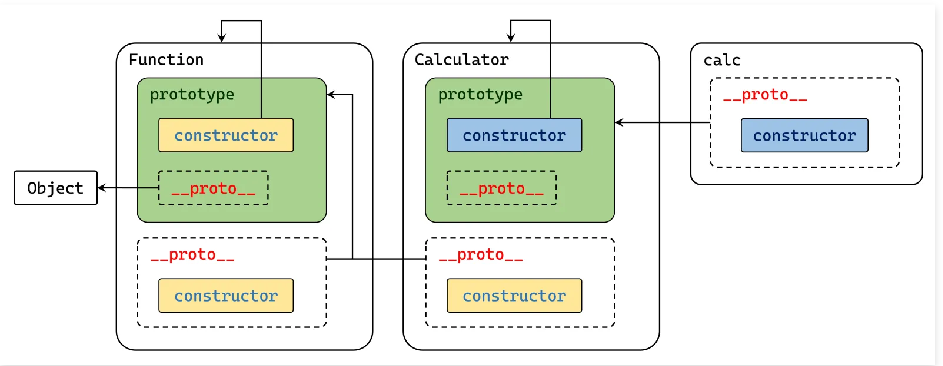 Function
prototype
constructor
__proto__
__proto__
constructor
Object
Calculator
prototype
constructor
__proto__
__proto__
constructor
calc
__proto__
constructor